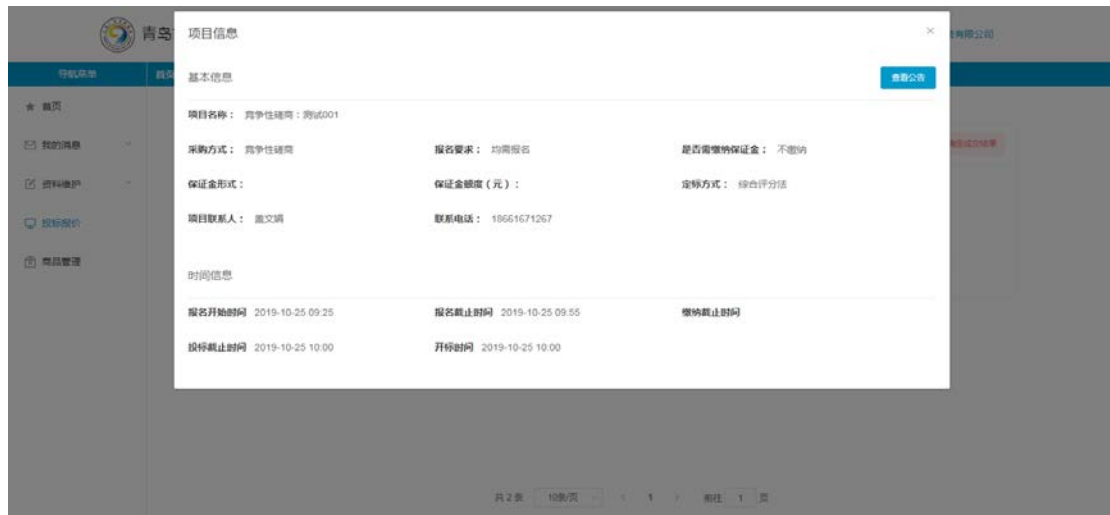 青岛
项目信息
×
有限公司
导航菜单
首页
基本信息
查看公告
首页
项目名称： 竞争性磋商：测试001
我的消息
采购方式： 竞争性磋商 报名要求： 均需报名 是否需缴纳保证金： 不缴纳
资料维护
保证金形式： 保证金额度（元）： 定标方式： 综合评分法
投标报价
项目联系人： 盖文娟 联系电话： 18661671267
商品管理
时间信息
报名开始时间 2019-10-25 09:25 报名截止时间 2019-10-25 09:55 缴纳截止时间
投标截止时间 2019-10-25 10:00 开标时间 2019-10-25 10:00
共 2 条 10条/页 < 1 > 前往 1 页